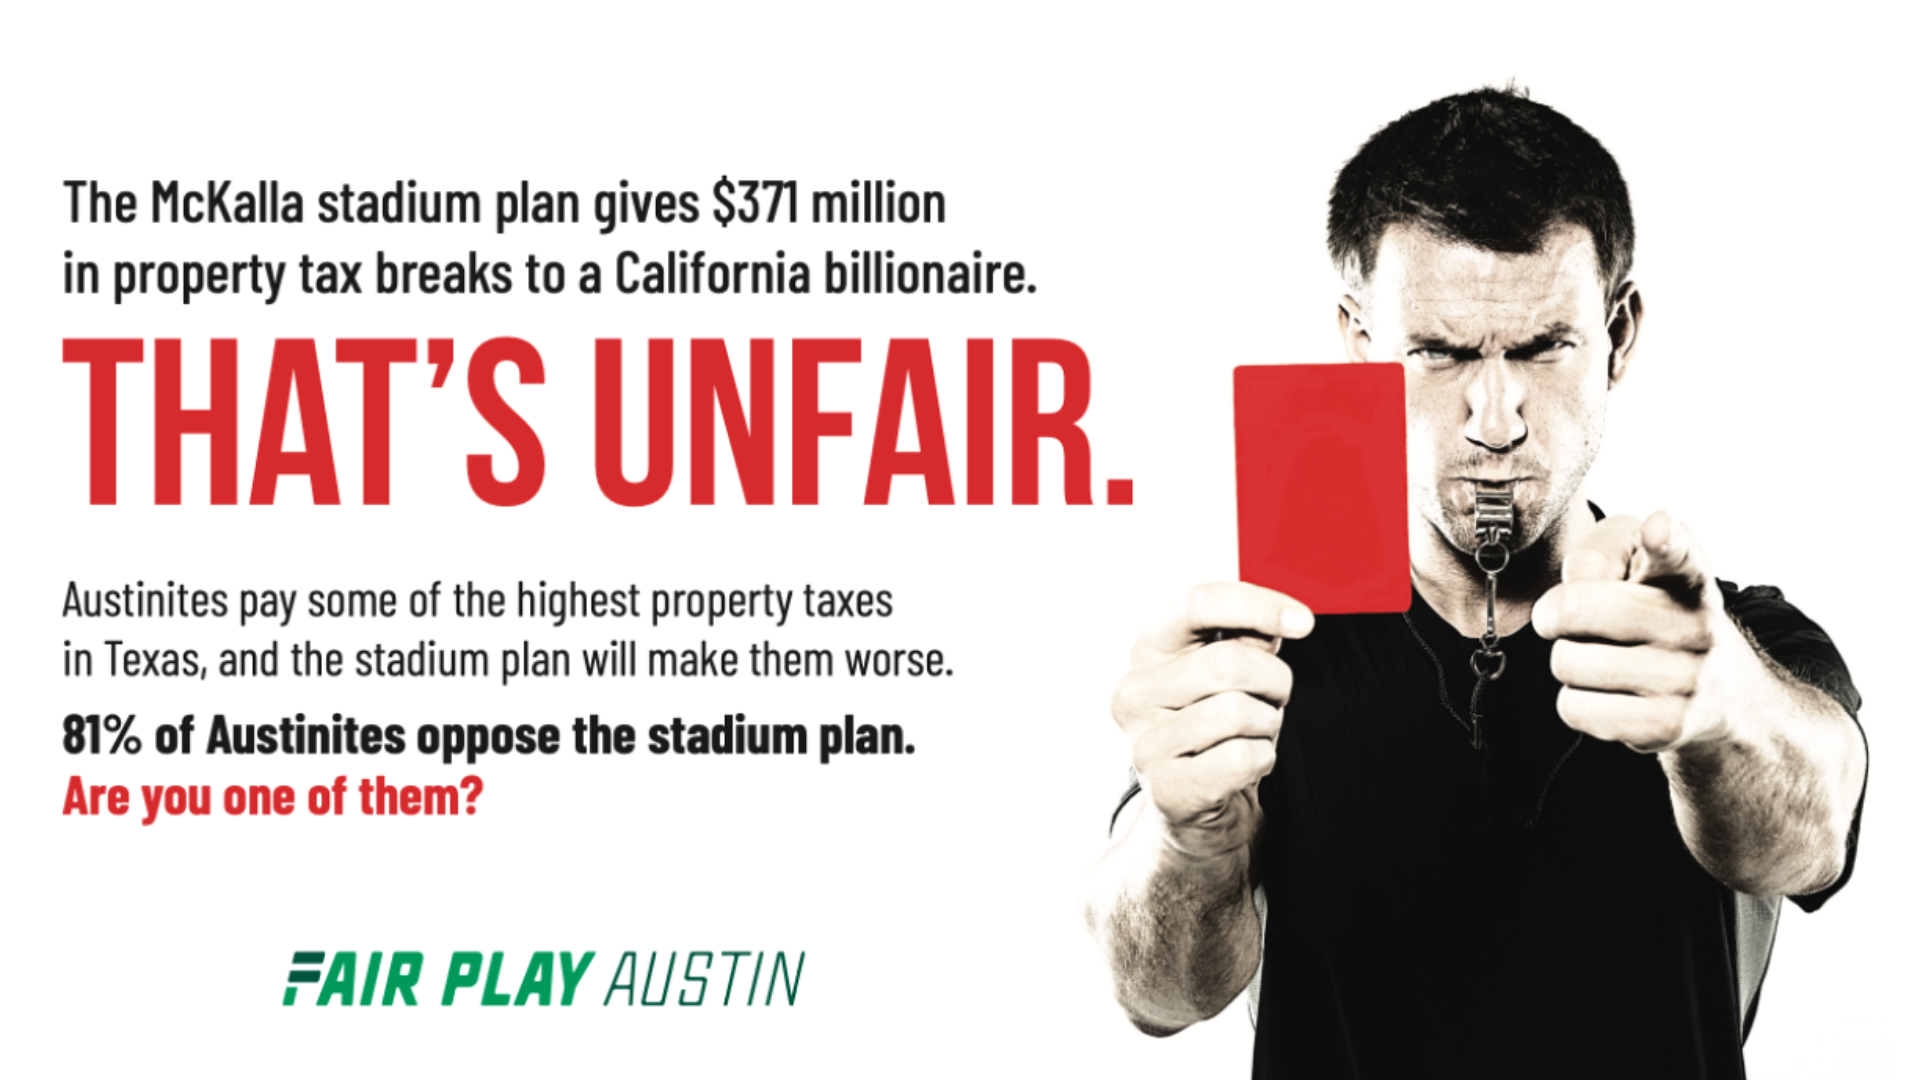 The McKalla stadium plan gives $371 million
in property tax breaks to a California billionaire.
THAT'S UNFAIR.
Austinites pay some of the highest property taxes
in Texas, and the stadium plan will make them worse.
81% of Austinites oppose the stadium plan.
Are you one of them?
FAIR PLAY AUSTIN